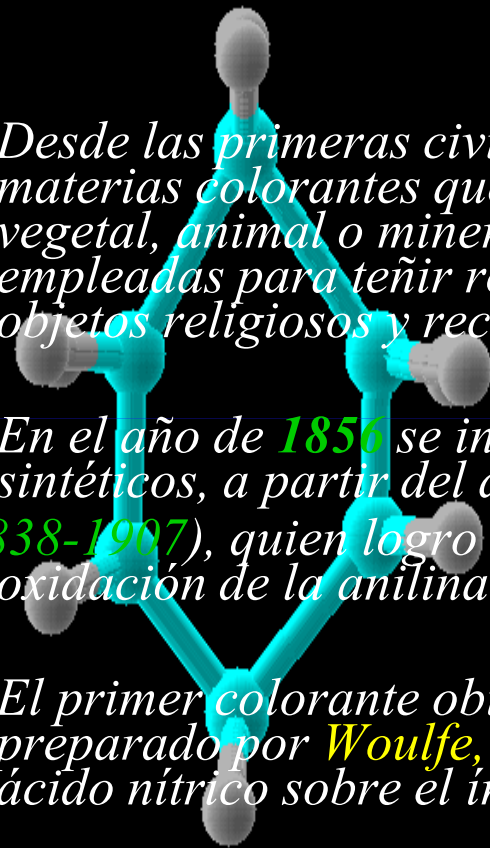 Desde las primeras civi
materias colorantes que
vegetal, animal o miner
empleadas para teñir r
objetos religiosos y rec
En el año de 1856 se in
sintéticos, a partir del
838-1907), quien logro
oxidación de la anilina
El primer colorante ob
preparado por Woulfe,
ácido nítrico sobre el in